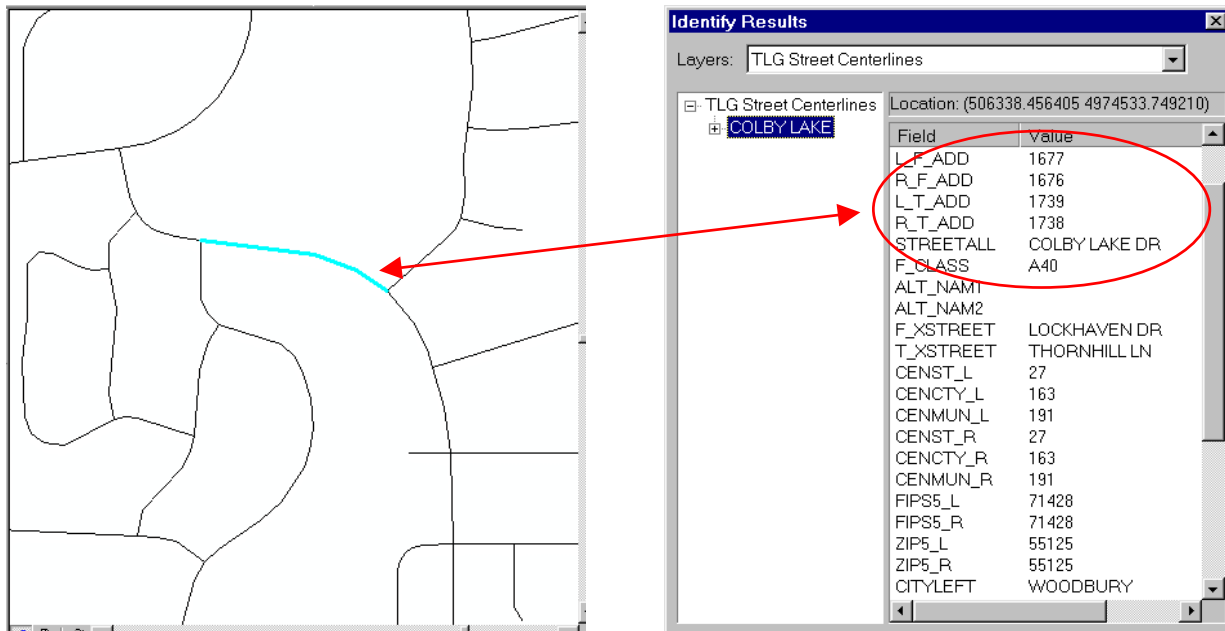 Identify Results
Layers: TLG Street Centerlines
TLG Street Centerlines
COLBY LAKE
Location: (506338.456405 4974533.749210)
Field Value
L_F_ADD 1677
R_F_ADD 1676
L_T_ADD 1739
R_T_ADD 1738
STREETALL COLBY LAKE DR
F_CLASS A40
ALT_NAM1
ALT_NAM2
F_XSTREET LOCKHAVEN DR
T_XSTREET THORNHILL LN
CENST_L 27
CENCTY_L 163
CENMUN_L 191
CENST_R 27
CENCTY_R 163
CENMUN_R 191
FIPS5_L 71428
FIPS5_R 71428
ZIP5_L 55125
ZIP5_R 55125
CITYLEFT WOODBURY